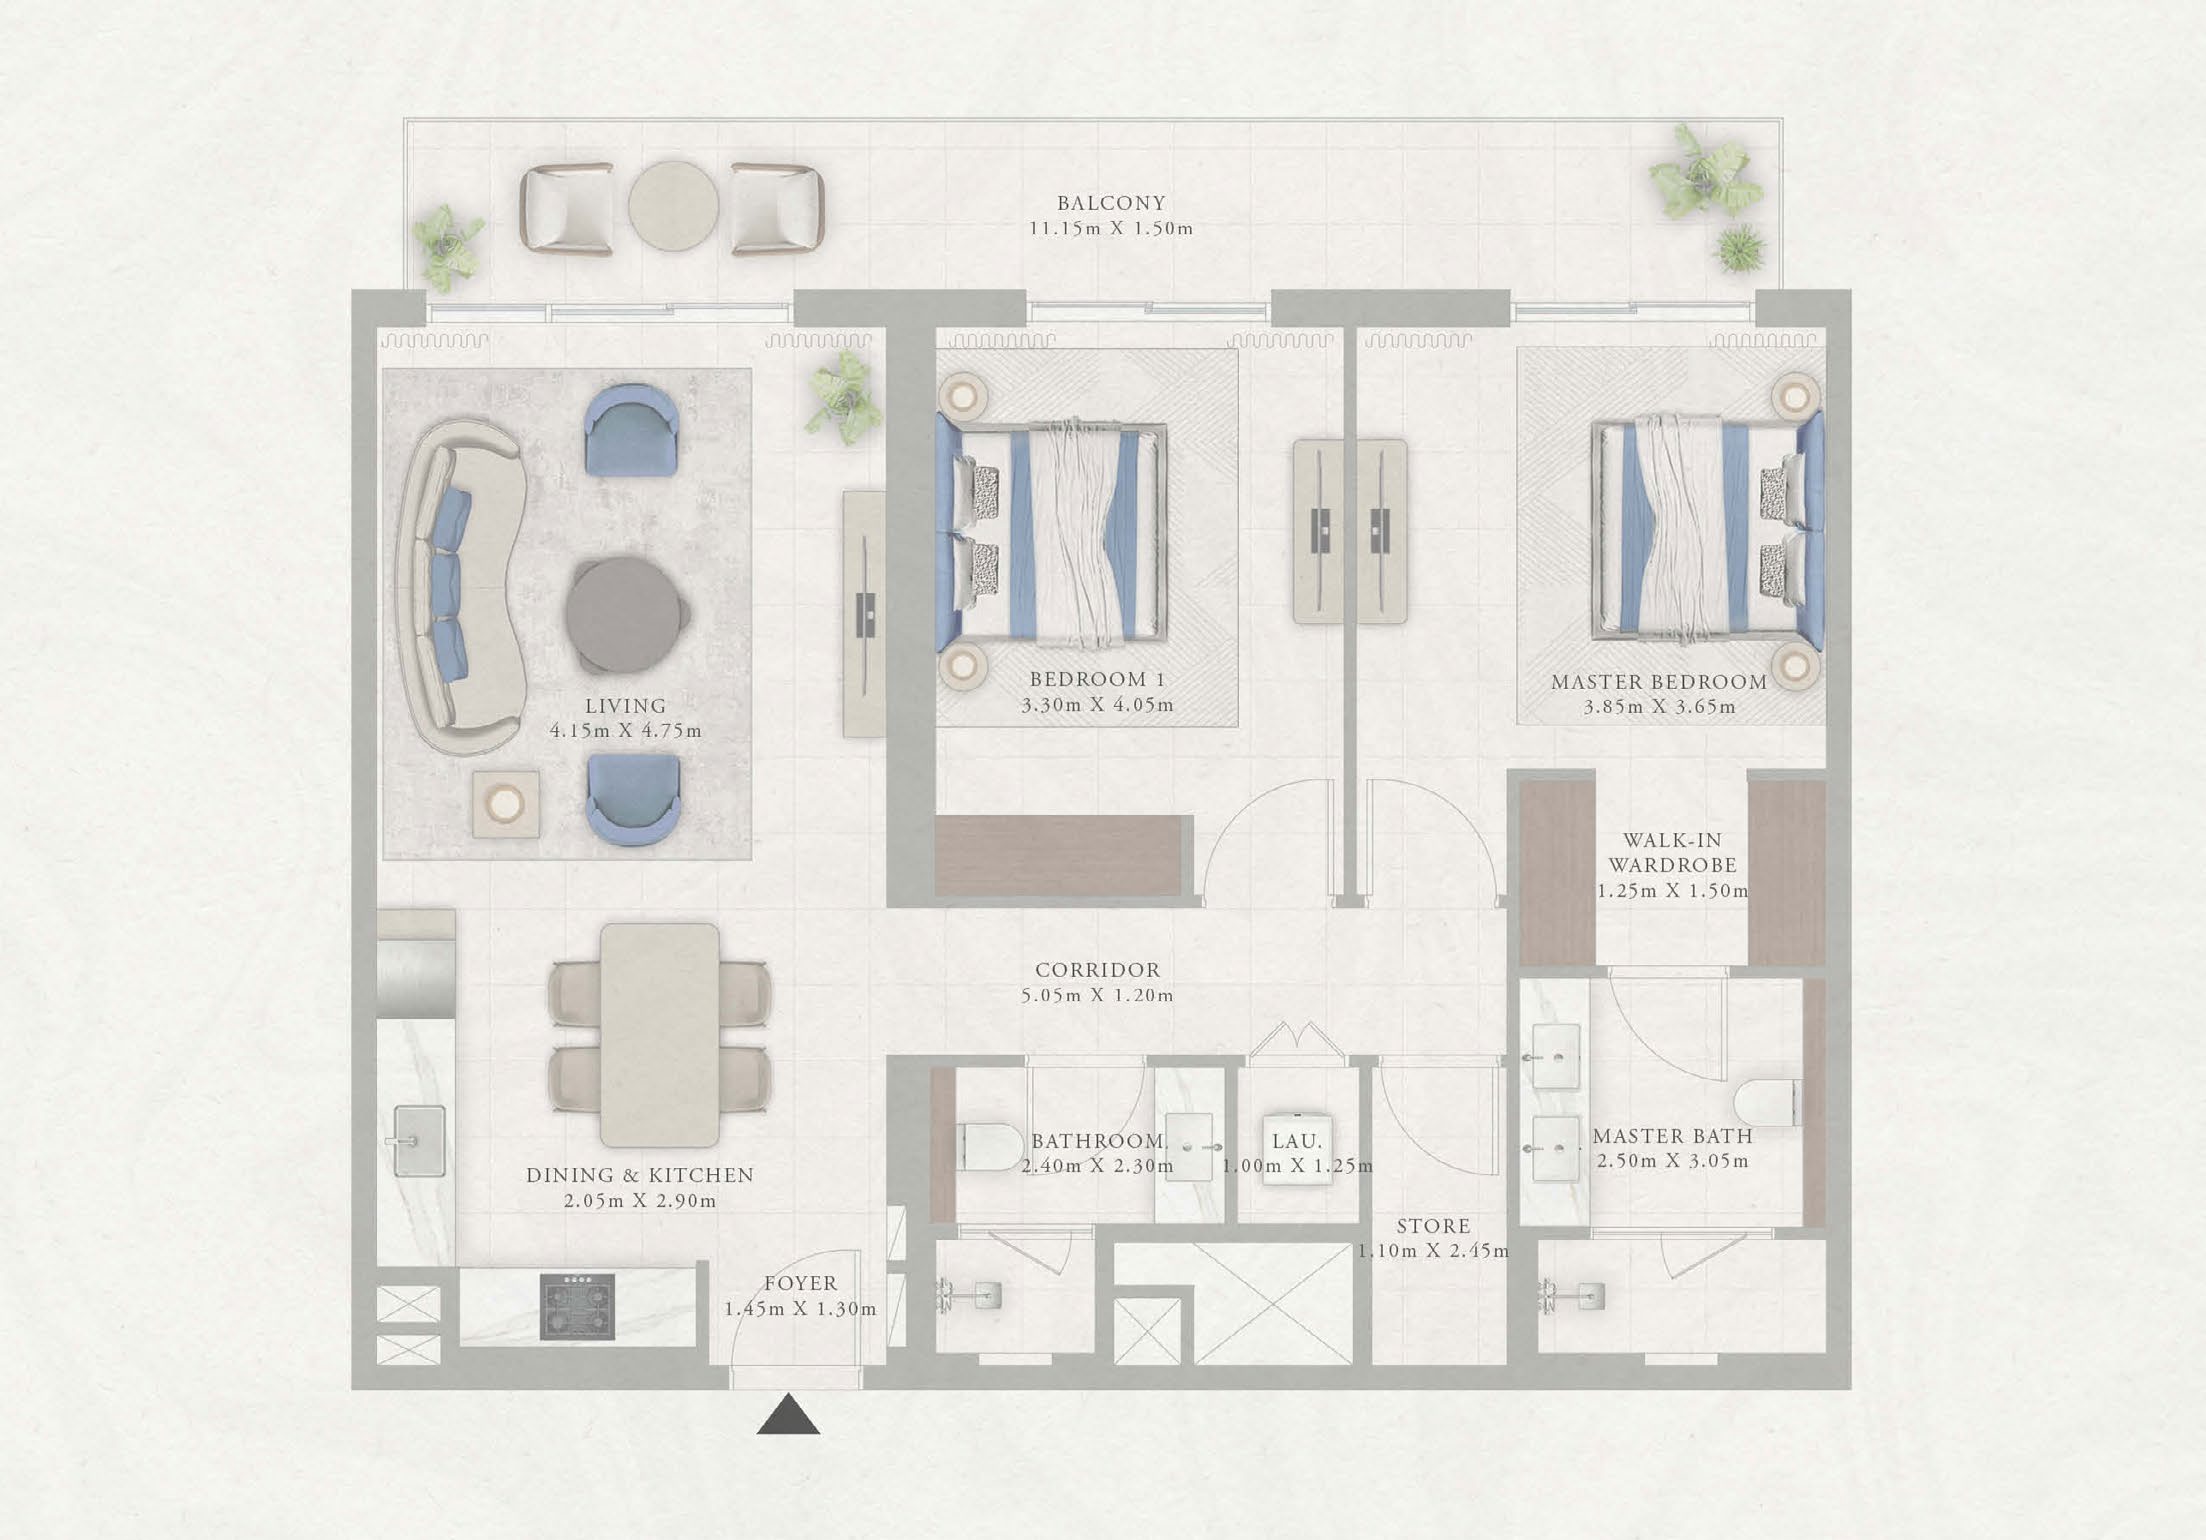 BALCONY
11.15m X 1.50m
LIVING
4.15m X 4.75m
BEDROOM 1
3.30m X 4.05m
MASTER BEDROOM
3.85m X 3.65m
WALK-IN
WARDROBE
1.25m X 1.50m
CORRIDOR
5.05m X 1.20m
DINING & KITCHEN
2.05m X 2.90m
BATHROOM
2.40m X 2.30m
LAU.
1.00m X 1.25m
MASTER BATH
2.50m X 3.05m
STORE
1.10m X 2.45m
FOYER
1.45m X 1.30m